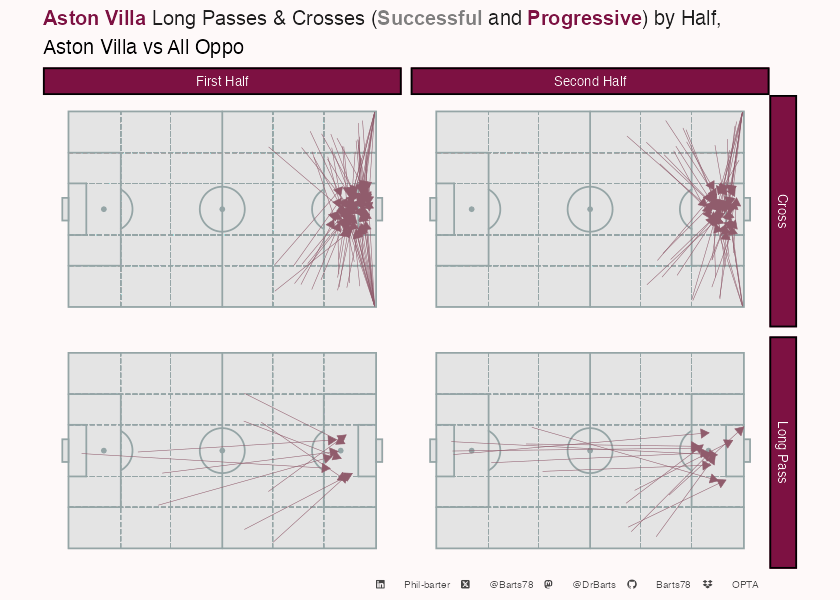 Aston Villa Long Passes & Crosses (Successful and Progressive) by Half,
Aston Villa vs All Oppo
First Half
Second Half
Cross
Long Pass
Phil-barter @Barts78 @DrBarts Barts78 OPTA